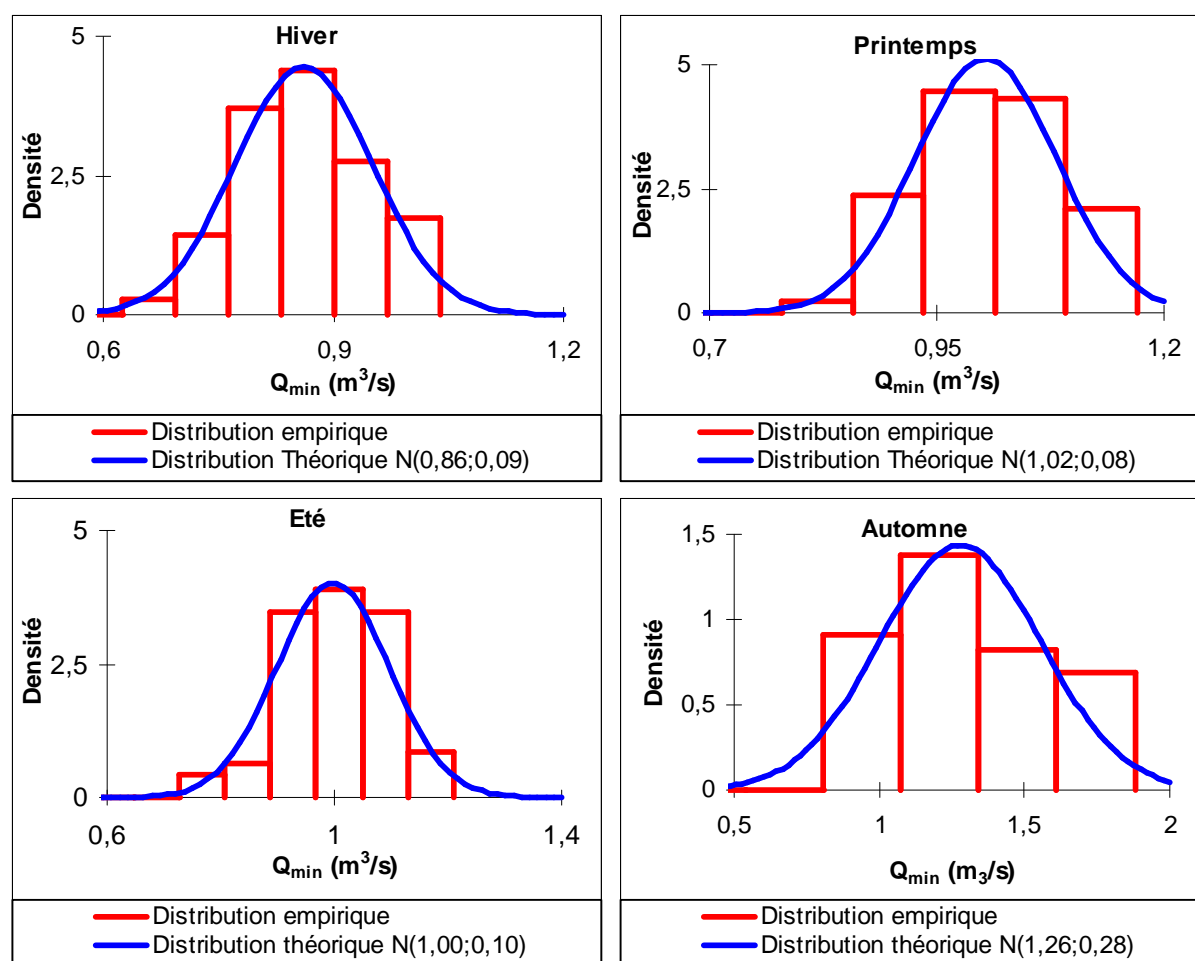 Hiver
5
2,5
0
Densité
0,6
0,9
1,2
Qmin (m³/s)
Distribution empirique
Distribution Théorique N(0,86;0,09)
Printemps
5
2,5
0
Densité
0,7
0,95
1,2
Qmin (m³/s)
Distribution empirique
Distribution Théorique N(1,02;0,08)
Eté
5
2,5
0
Densité
0,6
1
1,4
Qmin (m³/s)
Distribution empirique
Distribution théorique N(1,00;0,10)
Automne
1,5
1
0,5
0
Densité
0,5
1
1,5
2
Qmin (m₃/s)
Distribution empirique
Distribution théorique N(1,26;0,28)